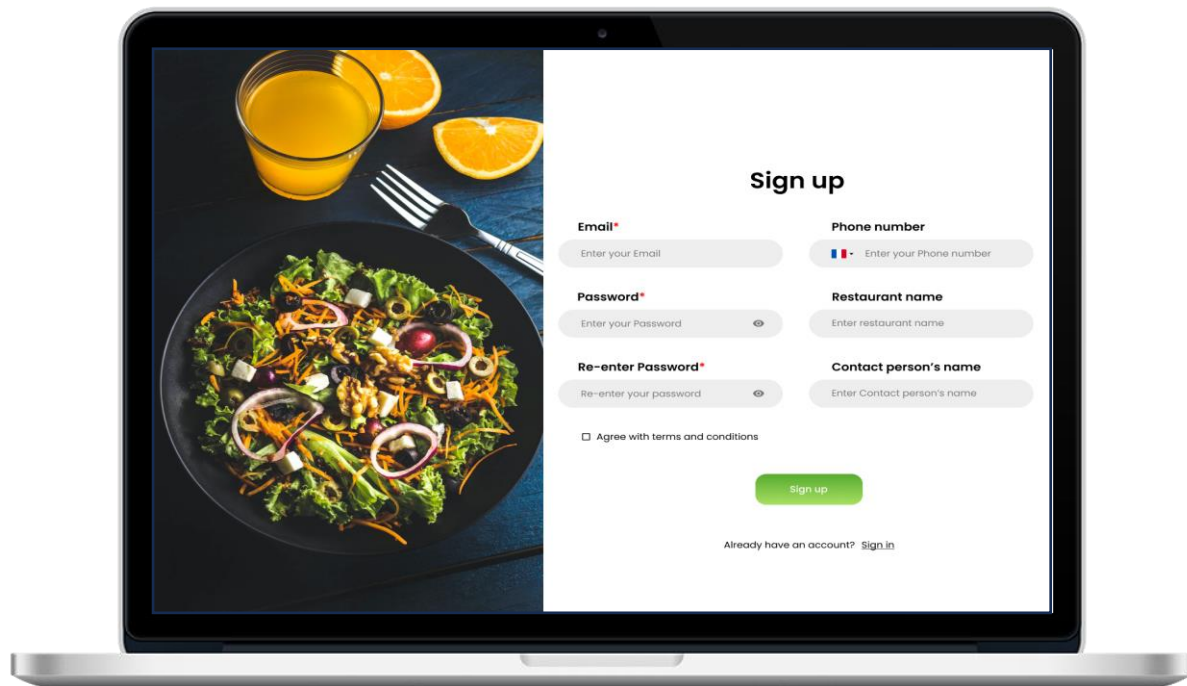 Sign up
Email*
Phone number
Enter your Email
Enter your Phone number
Password*
Restaurant name
Enter your Password
Enter restaurant name
Re-enter Password*
Contact person's name
Re-enter your password
Enter Contact person's name
Agree with terms and conditions
Sign up
Already have an account? Sign in